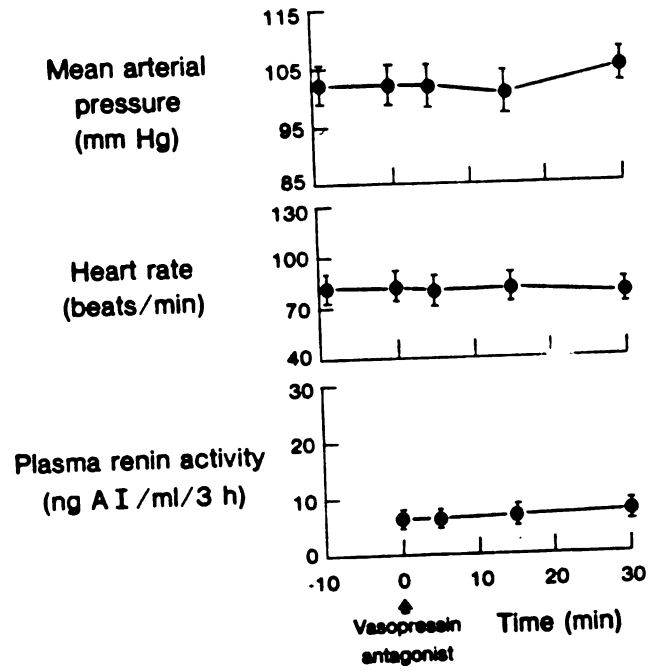 115
Mean arterial
pressure
(mm Hg)
105
95
85
130
Heart rate
(beats/min)
100
70
40
30
Plasma renin activity
(ng A I/ml/3 h)
20
10
0
-10 0 10 20 30
Vasopressin
antagonist
Time (min)